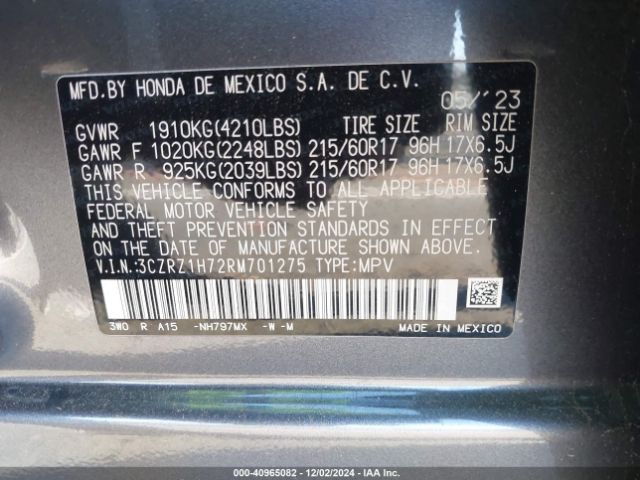 MFD.BY HONDA DE MEXICO S.A. DE C.V.
05/'23
GVWR 1910KG(4210LBS) TIRE SIZE RIM SIZE
GAWR F 1020KG(2248LBS) 215/60R17 96H 17X6.5J
GAWR R 925KG(2039LBS) 215/60R17 96H 17X6.5J
THIS VEHICLE CONFORMS TO ALL APPLICABLE
FEDERAL MOTOR VEHICLE SAFETY
AND THEFT PREVENTION STANDARDS IN EFFECT
ON THE DATE OF MANUFACTURE SHOWN ABOVE.
V.I.N:3CZRZ1H72RM701275 TYPE:MPV
3WO R A15 -NH797MX -W -M MADE IN MEXICO
000-40965082 - 12/02/2024 - IAA Inc.